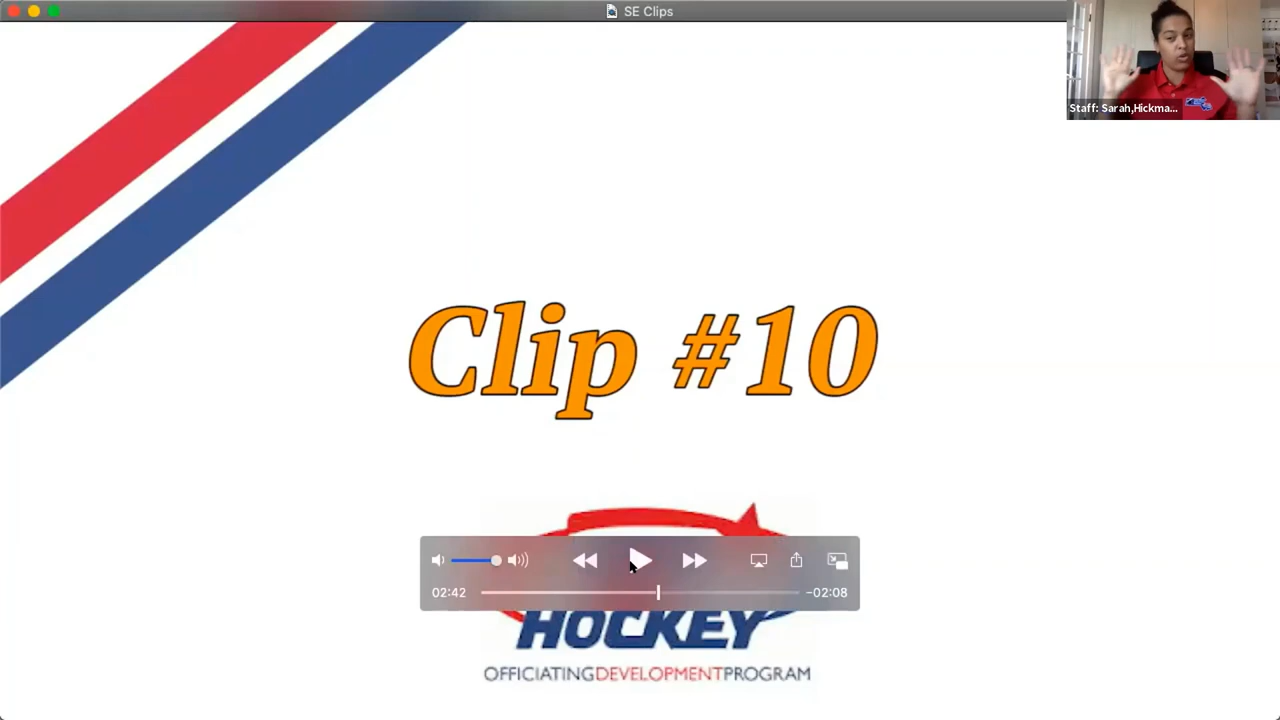 SE Clips
Staff: Sarah,Hickma...
Clip #10
02:42
-02:08
HOCKEY
OFFICIATINGDEVELOPMENTPROGRAM